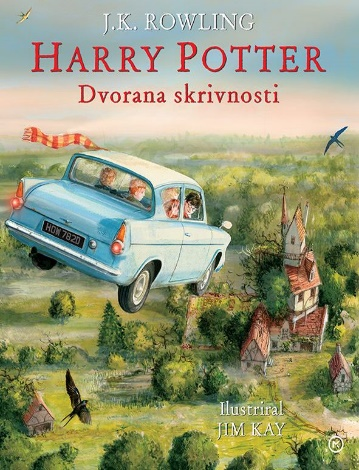 J.K. ROWLING
HARRY POTTER
Dvorana skrivnosti
HOW 782D
Ilustriral
JIM KAY